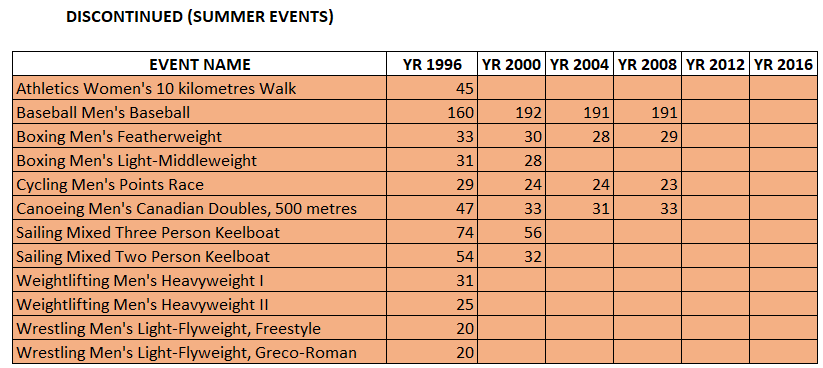 DISCONTINUED (SUMMER EVENTS)
EVENT NAME YR 1996 YR 2000 YR 2004 YR 2008 YR 2012 YR 2016
Athletics Women's 10 kilometres Walk 45
Baseball Men's Baseball 160 192 191 191
Boxing Men's Featherweight 33 30 28 29
Boxing Men's Light-Middleweight 31 28
Cycling Men's Points Race 29 24 24 23
Canoeing Men's Canadian Doubles, 500 metres 47 33 31 33
Sailing Mixed Three Person Keelboat 74 56
Sailing Mixed Two Person Keelboat 54 32
Weightlifting Men's Heavyweight I 31
Weightlifting Men's Heavyweight II 25
Wrestling Men's Light-Flyweight, Freestyle 20
Wrestling Men's Light-Flyweight, Greco-Roman 20